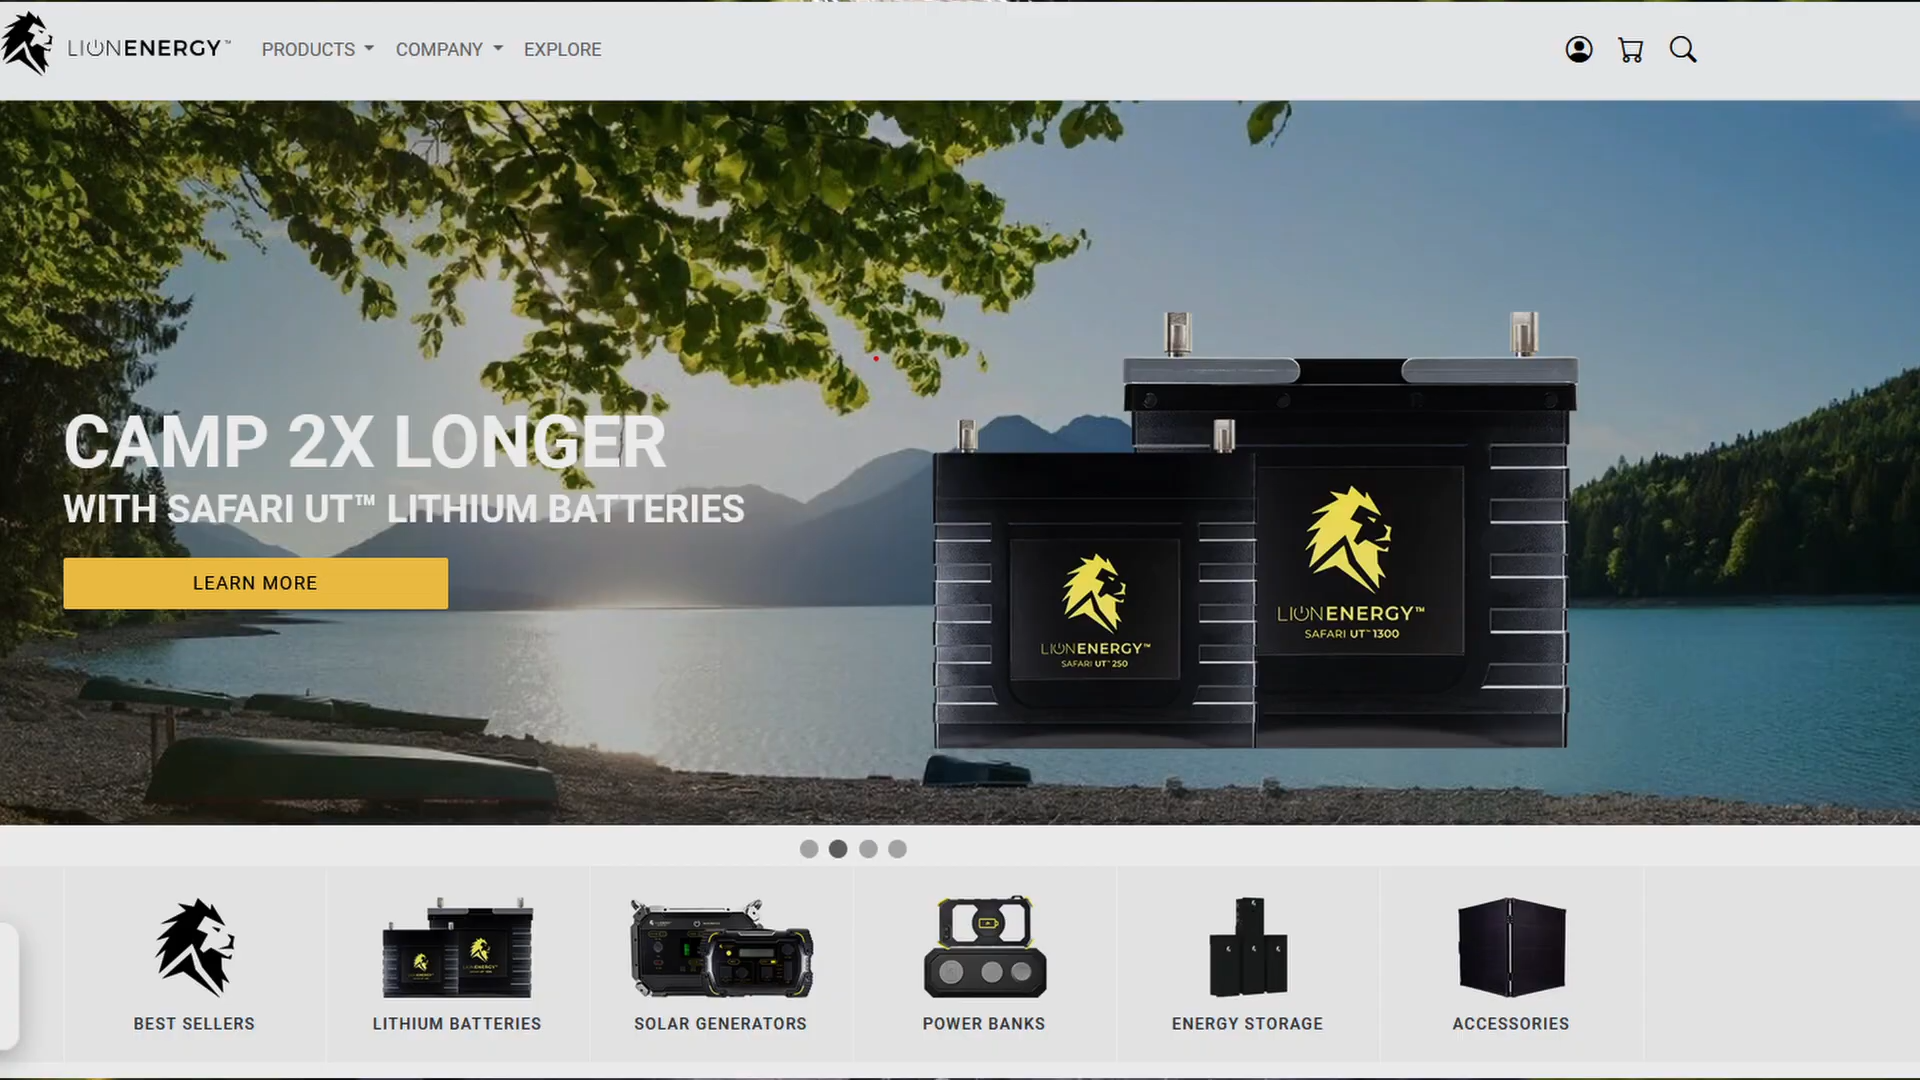 LIONENERGY™
PRODUCTS
COMPANY
EXPLORE
CAMP 2X LONGER
WITH SAFARI UT™ LITHIUM BATTERIES
LEARN MORE
LIONENERGY™
SAFARI UT™ 250
LIONENERGY™
SAFARI UT™ 1300
BEST SELLERS
LITHIUM BATTERIES
SOLAR GENERATORS
POWER BANKS
ENERGY STORAGE
ACCESSORIES